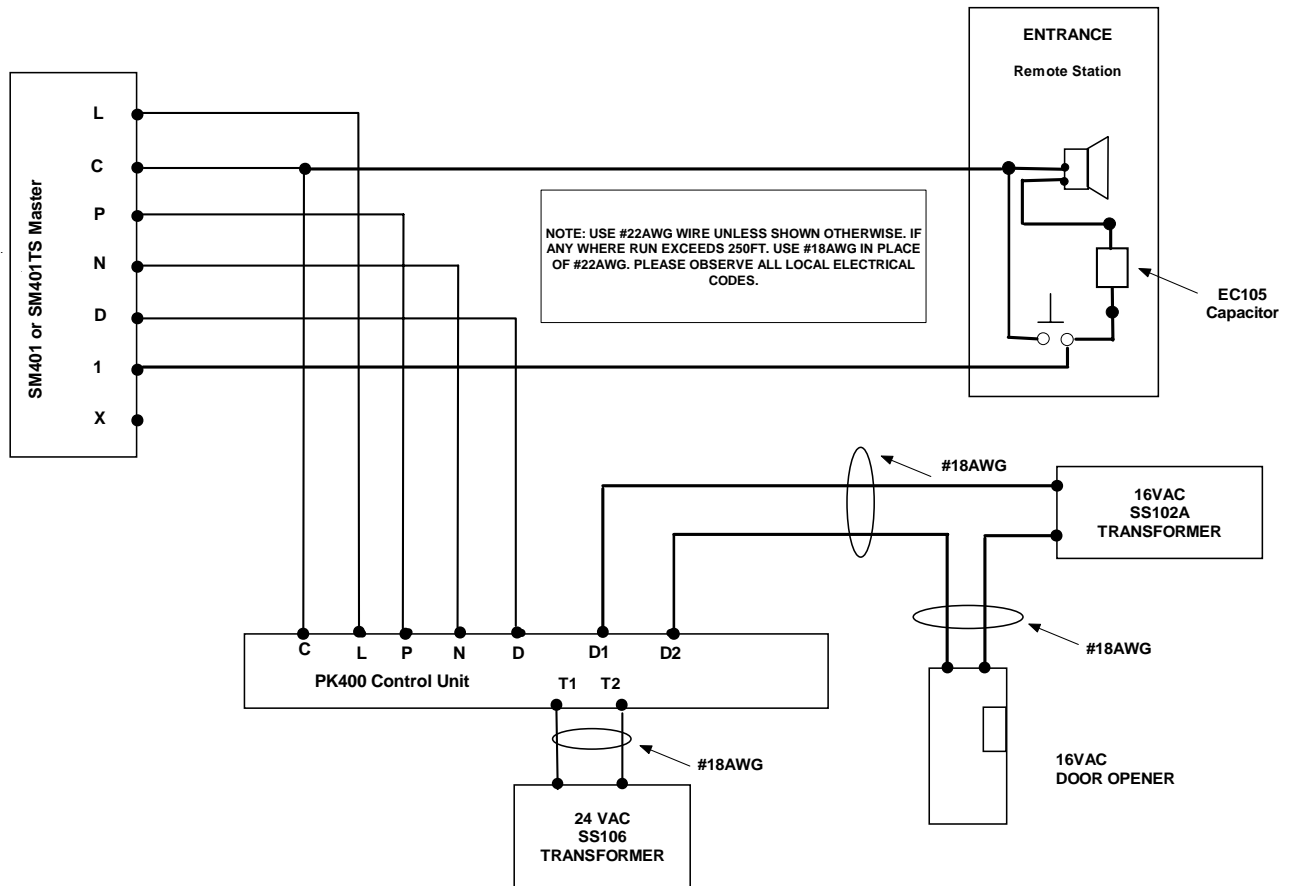 ENTRANCE
Remote Station
SM401 or SM401TS Master
L
C
P
N
D
1
X
NOTE: USE #22AWG WIRE UNLESS SHOWN OTHERWISE. IF
ANY WHERE RUN EXCEEDS 250FT. USE #18AWG IN PLACE
OF #22AWG. PLEASE OBSERVE ALL LOCAL ELECTRICAL
CODES.
EC105
Capacitor
#18AWG
16VAC
SS102A
TRANSFORMER
#18AWG
C L P N D D1 D2
PK400 Control Unit
T1 T2
#18AWG
24 VAC
SS106
TRANSFORMER
16VAC
DOOR OPENER